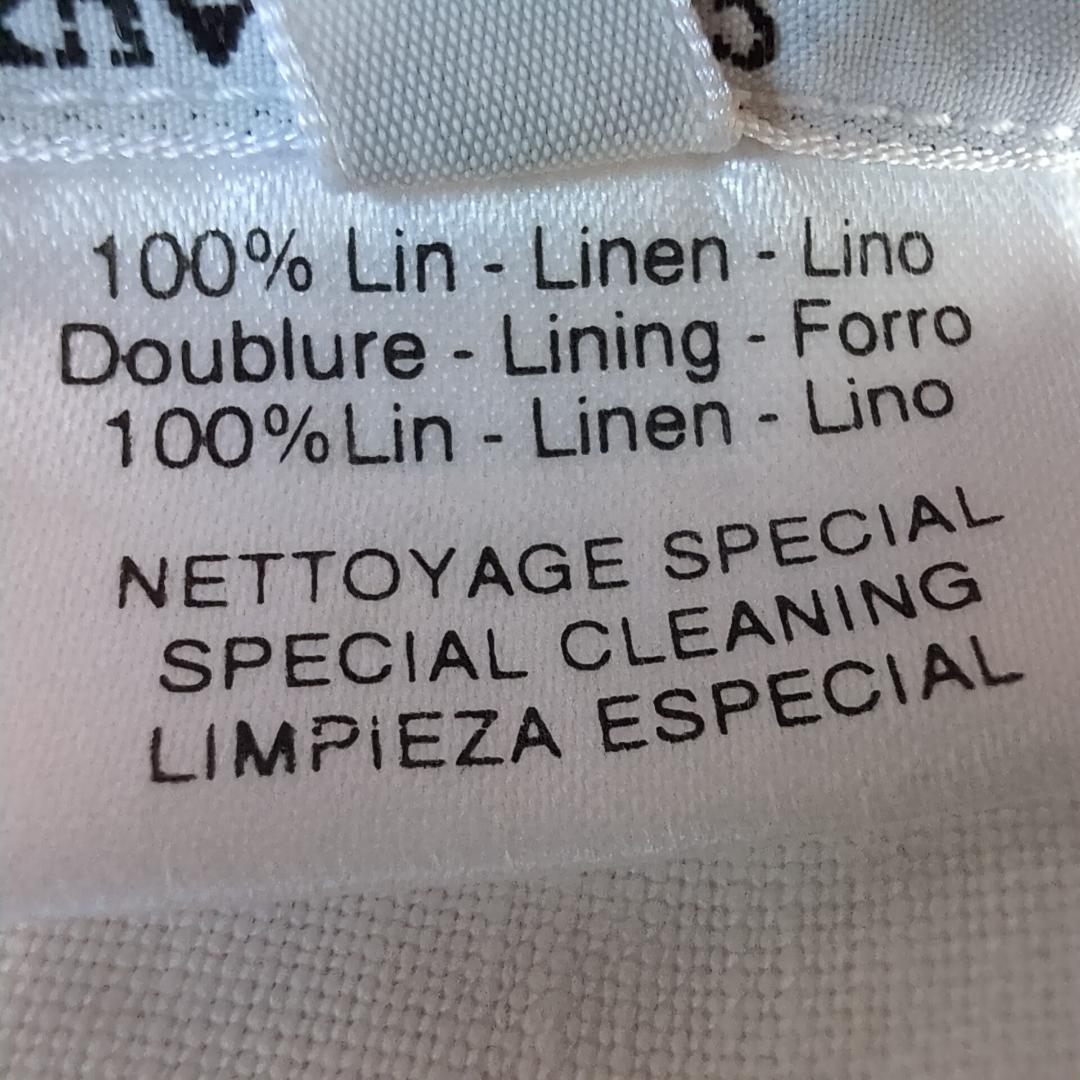 100% Lin - Linen - Lino
Doublure - Lining - Forro
100% Lin - Linen - Lino
NETTOYAGE SPECIAL
SPECIAL CLEANING
LIMPiEZA ESPECIAL